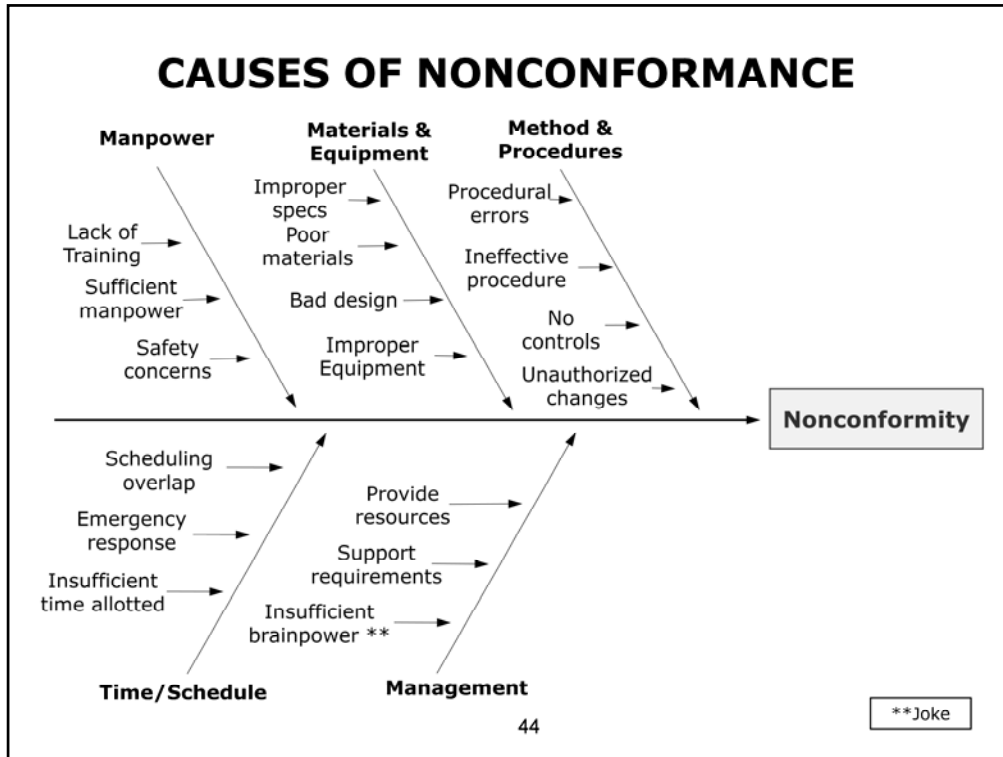 CAUSES OF NONCONFORMANCE
Manpower
Lack of
Training
Sufficient
manpower
Safety
concerns
Materials &
Equipment
Improper
specs
Poor
materials
Bad design
Improper
Equipment
Method &
Procedures
Procedural
errors
Ineffective
procedure
No
controls
Unauthorized
changes
Nonconformity
Scheduling
overlap
Emergency
response
Insufficient
time allotted
Time/Schedule
Provide
resources
Support
requirements
Insufficient
brainpower **
Management
44
**Joke